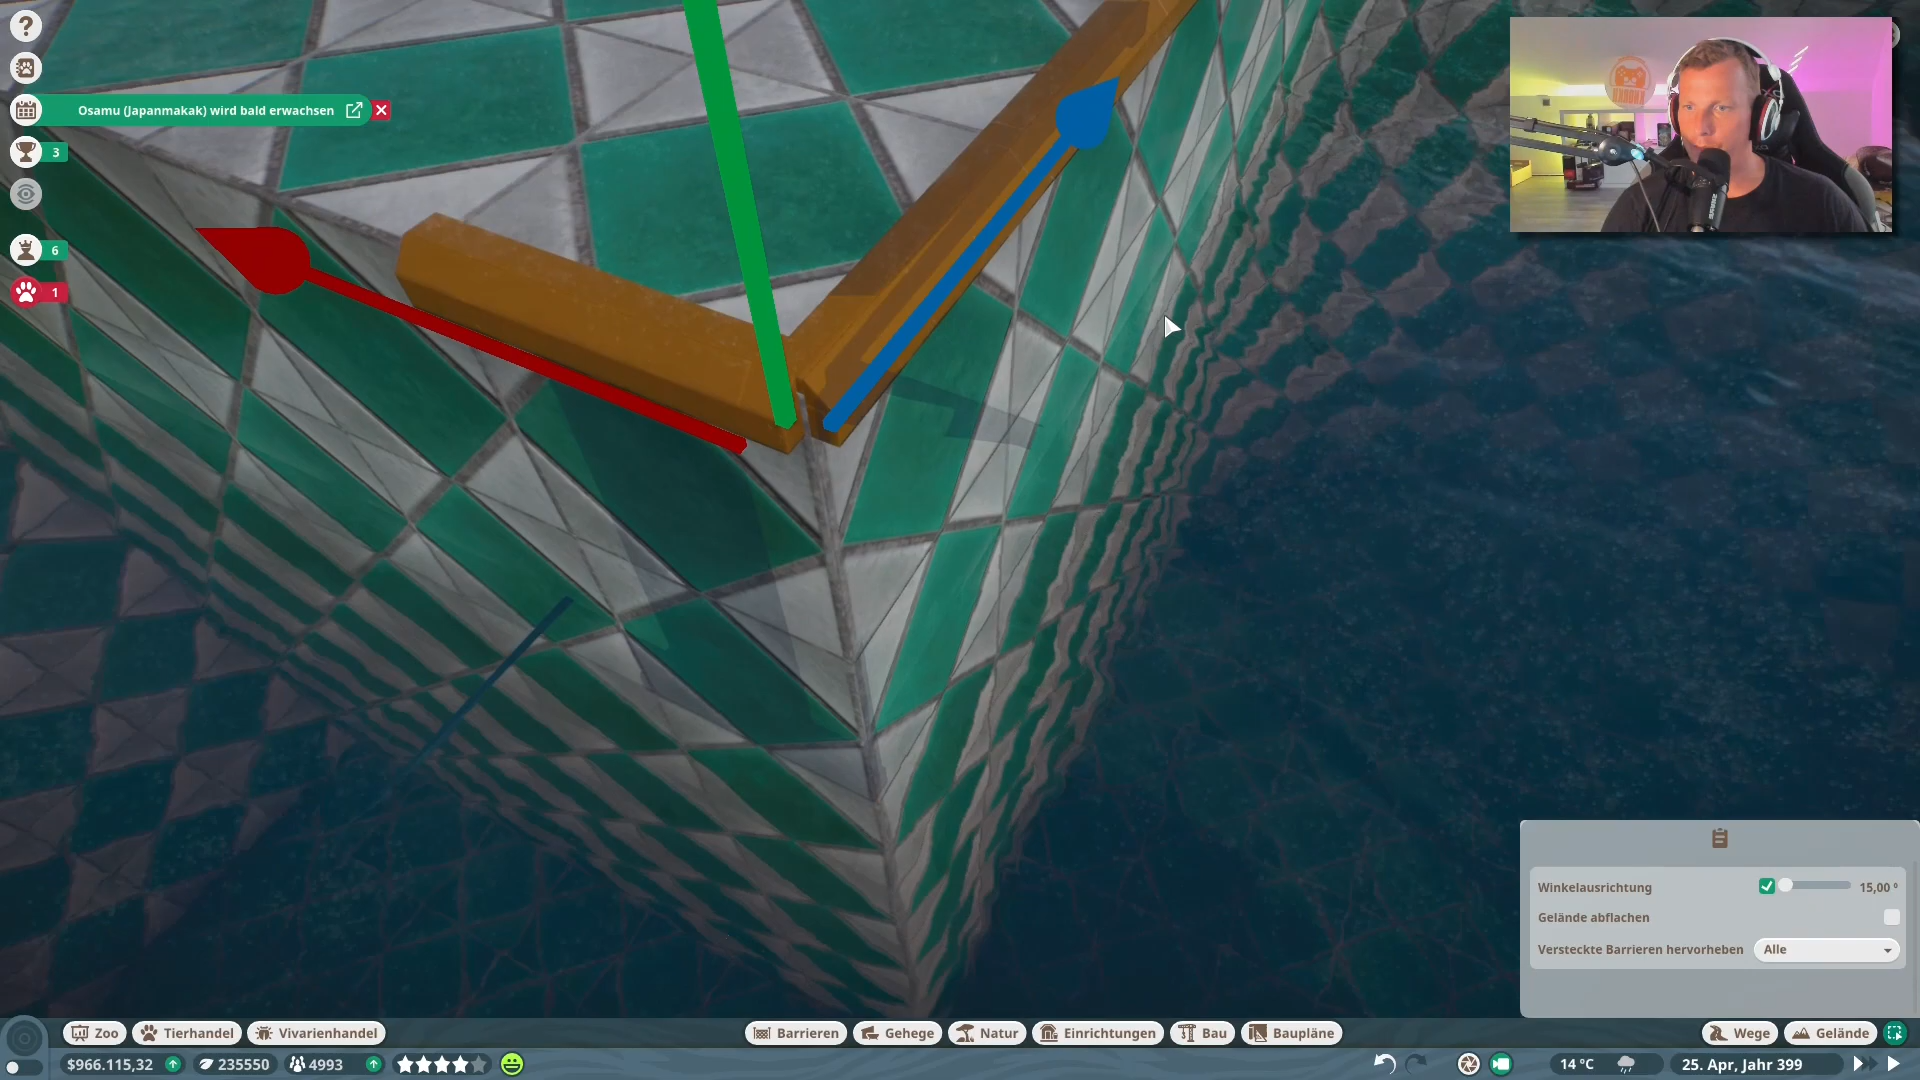 ?
Osamu (Japanmakak) wird bald erwachsen
3
6
1
Winkelausrichtung
15,00 °
Gelände abflachen
Versteckte Barrieren hervorheben
Alle
Zoo
Tierhandel
Vivarienhandel
Barrieren
Gehege
Natur
Einrichtungen
Bau
Baupläne
Wege
Gelände
$966.115,32
235550
4993
14 °C
25. Apr, Jahr 399